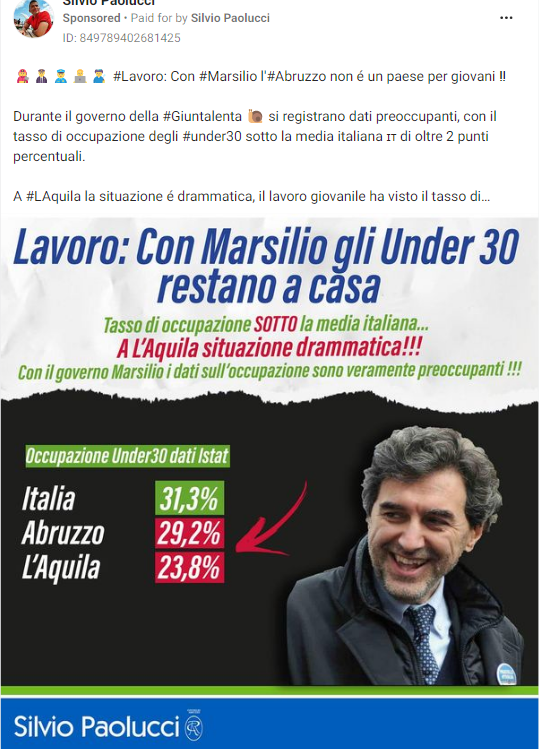 Silvio Paolucci
Sponsored • Paid for by Silvio Paolucci
ID: 849789402681425
#Lavoro: Con #Marsilio l'#Abruzzo non é un paese per giovani !!
Durante il governo della #Giuntalenta 🐌 si registrano dati preoccupanti, con il
tasso di occupazione degli #under30 sotto la media italiana IT di oltre 2 punti
percentuali.
A #LAquila la situazione é drammatica, il lavoro giovanile ha visto il tasso di...
Lavoro: Con Marsilio gli Under 30
restano a casa
Tasso di occupazione SOTTO la media italiana...
A L'Aquila situazione drammatica!!!
Con il governo Marsilio i dati sull'occupazione sono veramente preoccupanti !!!
Occupazione Under30 dati Istat
Italia 31,3%
Abruzzo 29,2%
L'Aquila 23,8%
Silvio Paolucci